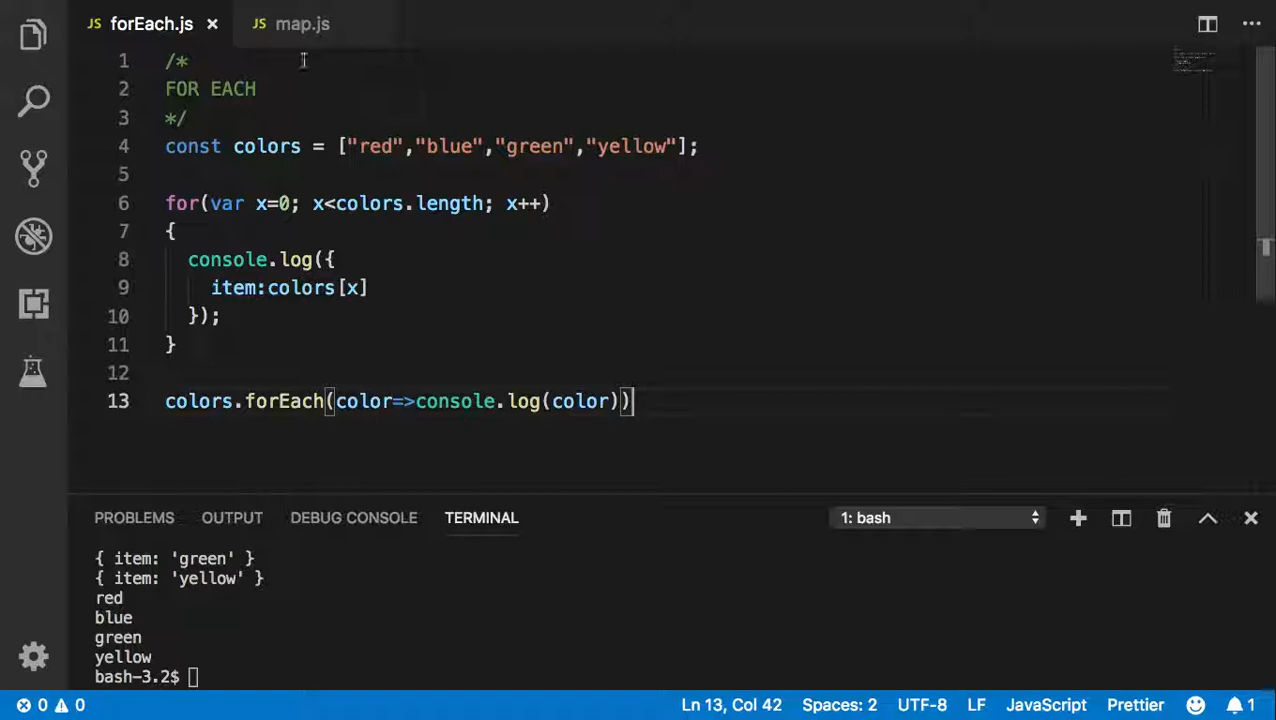 JS forEach.js × JS map.js
1 /*
2 FOR EACH
3 */
4 const colors = ["red","blue","green","yellow"];
5
6 for(var x=0; x<colors.length; x++)
7 {
8 console.log({
9 item:colors[x]
10 });
11 }
12
13 colors.forEach(color=>console.log(color))
PROBLEMS OUTPUT DEBUG CONSOLE TERMINAL 1: bash
{ item: 'green' }
{ item: 'yellow' }
red
blue
green
yellow
bash-3.2$
0 0 Ln 13, Col 42 Spaces: 2 UTF-8 LF JavaScript Prettier 1